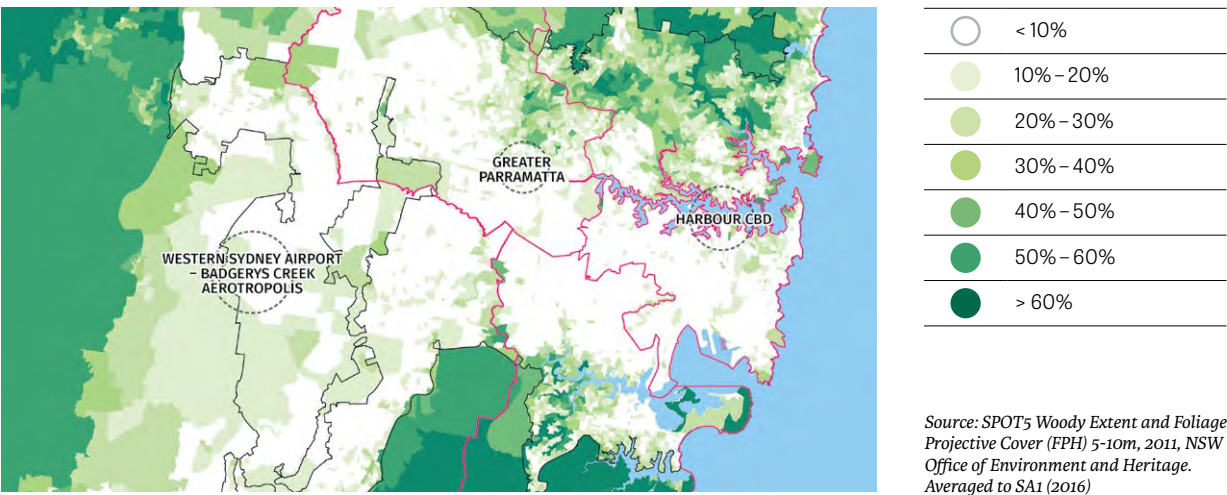 GREATER
PARRAMATTA
HARBOUR CBD
WESTERN SYDNEY AIRPORT
– BADGERYS CREEK
AEROTROPOLIS
< 10%
10% – 20%
20% – 30%
30% – 40%
40% – 50%
50% – 60%
> 60%
Source: SPOT5 Woody Extent and Foliage
Projective Cover (FPH) 5-10m, 2011, NSW
Office of Environment and Heritage.
Averaged to SA1 (2016)